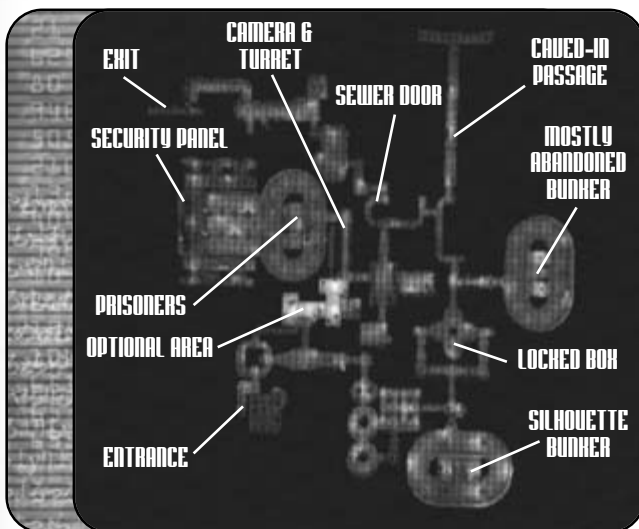 EXIT
CAMERA &
TURRET
SEWER DOOR
CAVED-IN
PASSAGE
SECURITY PANEL
MOSTLY
ABANDONED
BUNKER
PRISONERS
OPTIONAL AREA
LOCKED BOX
ENTRANCE
SILHOUETTE
BUNKER